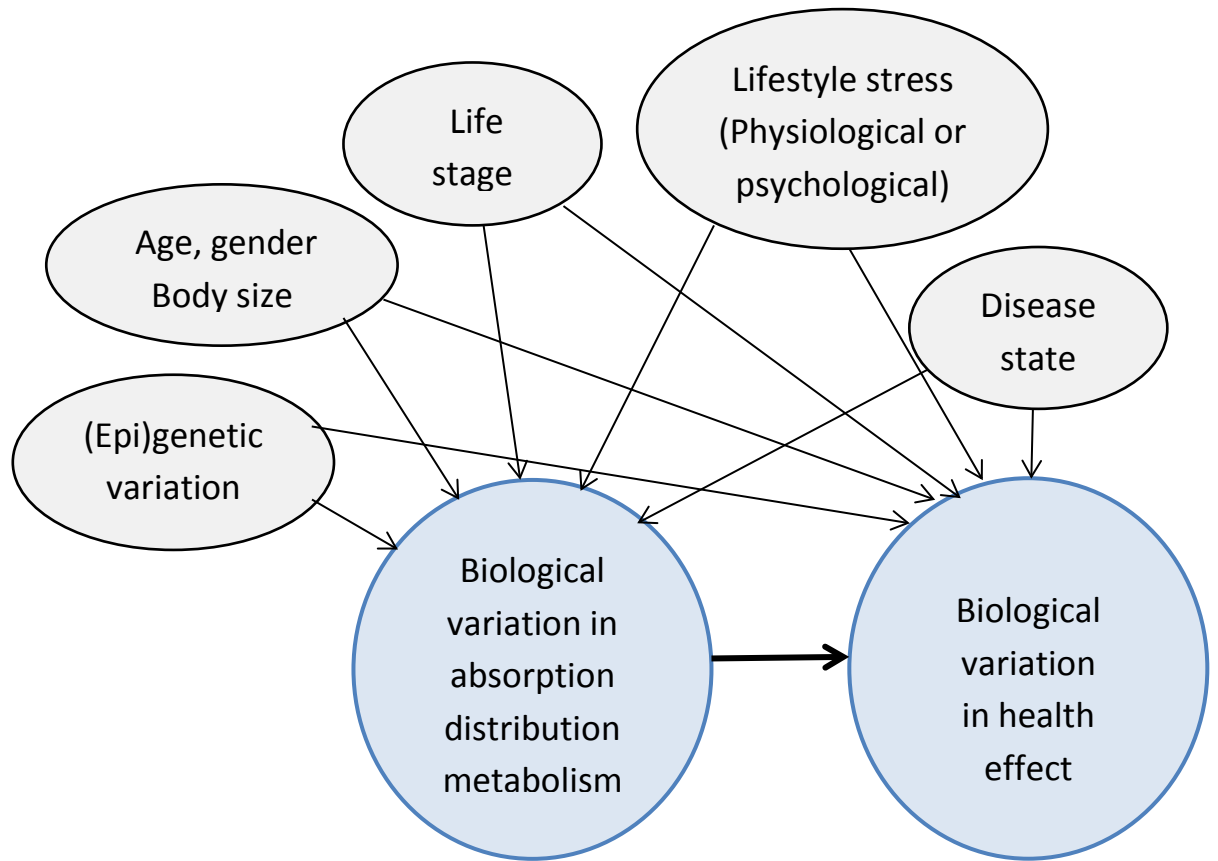 Lifestyle stress
(Physiological or
psychological)
Life
stage
Age, gender
Body size
Disease
state
(Epi)genetic
variation
Biological
variation in
absorption
distribution
metabolism
Biological
variation
in health
effect